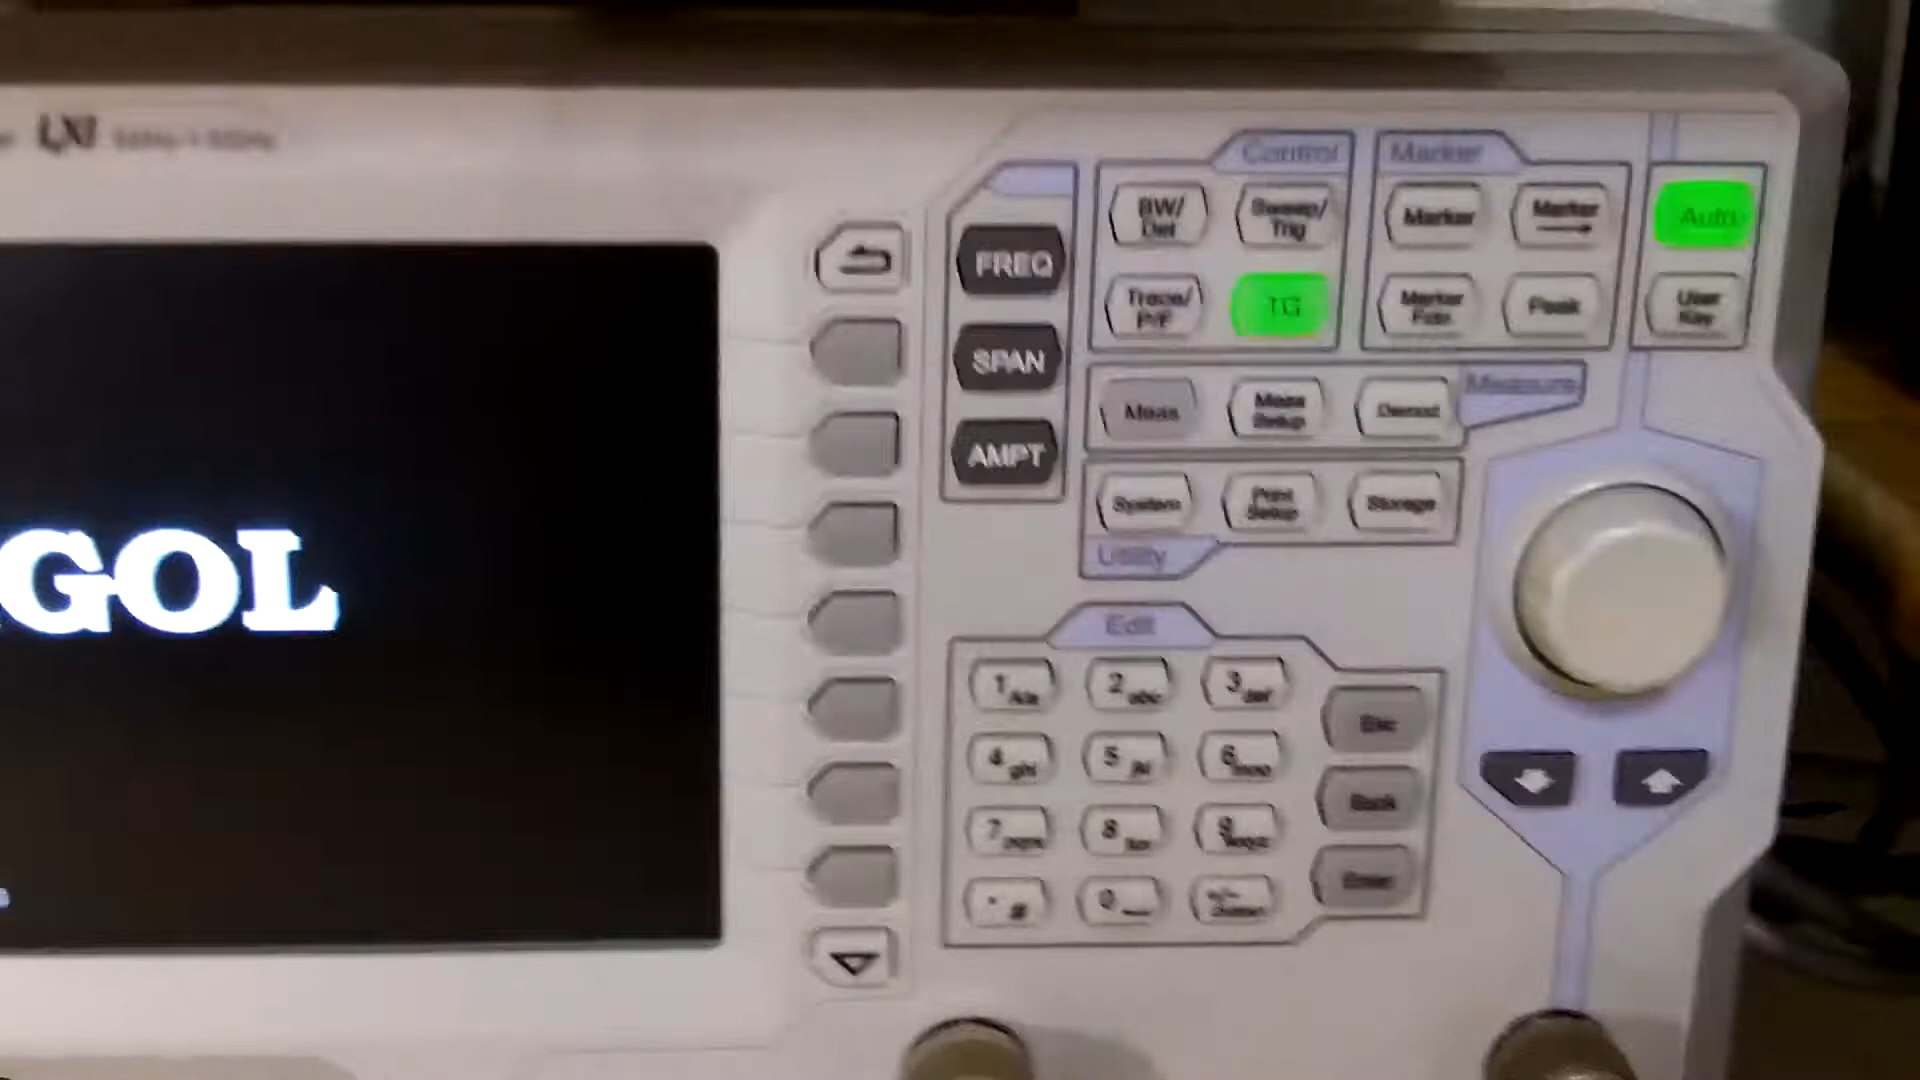 LXI
GOL
FREQ
SPAN
AMPT
Control
BW/
Det
Sweep/
Trig
Trace/
P/F
TG
Marker
Marker
Marker
Marker
Fctn
Peak
Auto
User
Key
Meas
Meas
Setup
Demod
Measure
System
Print
Setup
Storage
Utility
Edit
1
2 abc
3 def
4 ghi
5 jkl
6 mno
7
8
9 wxyz
. #
0
+/-
Esc
Back
Enter